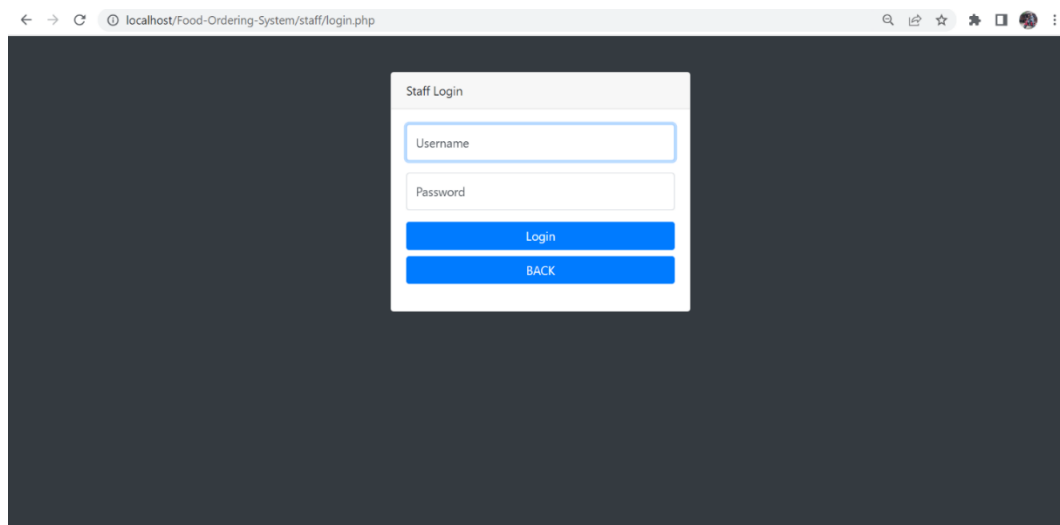 localhost/Food-Ordering-System/staff/login.php
Staff Login
Username
Password
Login
BACK